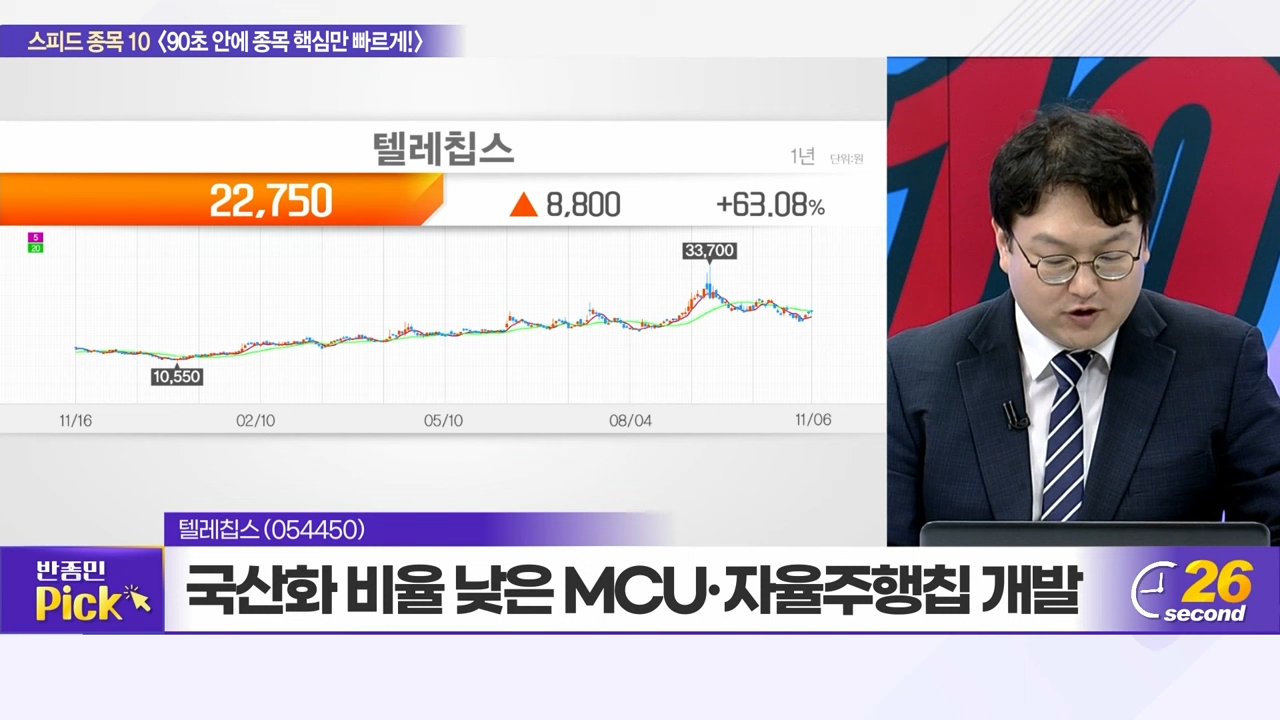 스피드 종목 10 〈90초 안에 종목 핵심만 빠르게!〉
텔레칩스
1년 단위:원
22,750 ▲ 8,800 +63.08%
5
20
33,700
10,550
11/16 02/10 05/10 08/04 11/06
텔레칩스 (054450)
반종민
Pick
국산화 비율 낮은 MCU·자율주행칩 개발
26
second
10